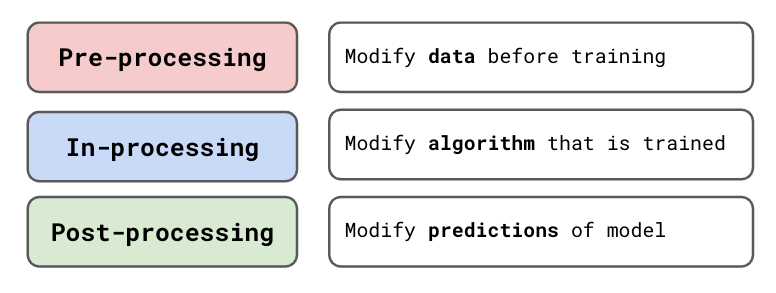 Pre-processing
Modify data before training
In-processing
Modify algorithm that is trained
Post-processing
Modify predictions of model